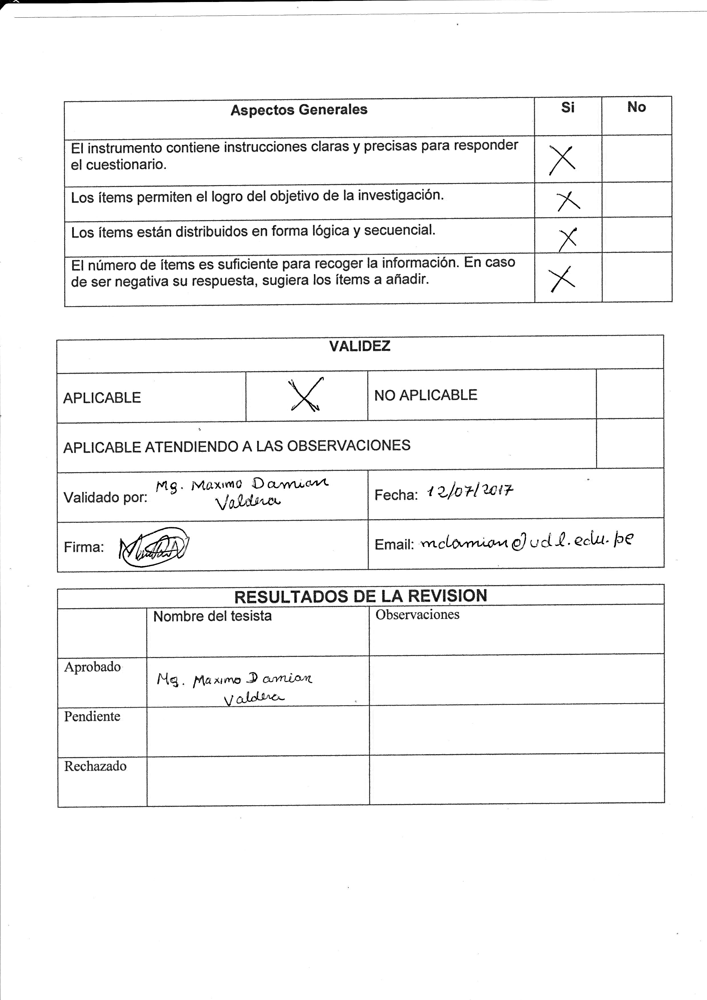 Aspectos Generales Si No
El instrumento contiene instrucciones claras y precisas para responder
el cuestionario. X
Los ítems permiten el logro del objetivo de la investigación. X
Los ítems están distribuidos en forma lógica y secuencial. X
El número de ítems es suficiente para recoger la información. En caso
de ser negativa su respuesta, sugiera los ítems a añadir. X
VALIDEZ
APLICABLE X NO APLICABLE
APLICABLE ATENDIENDO A LAS OBSERVACIONES
Validado por: Mg. Maximo Damian
Valdera
Fecha: 12/07/2017
Firma:
Email: mdamian@udl.edu.pe
RESULTADOS DE LA REVISION
Nombre del tesista Observaciones
Aprobado
Mg. Maximo Damian
Valdera
Pendiente
Rechazado